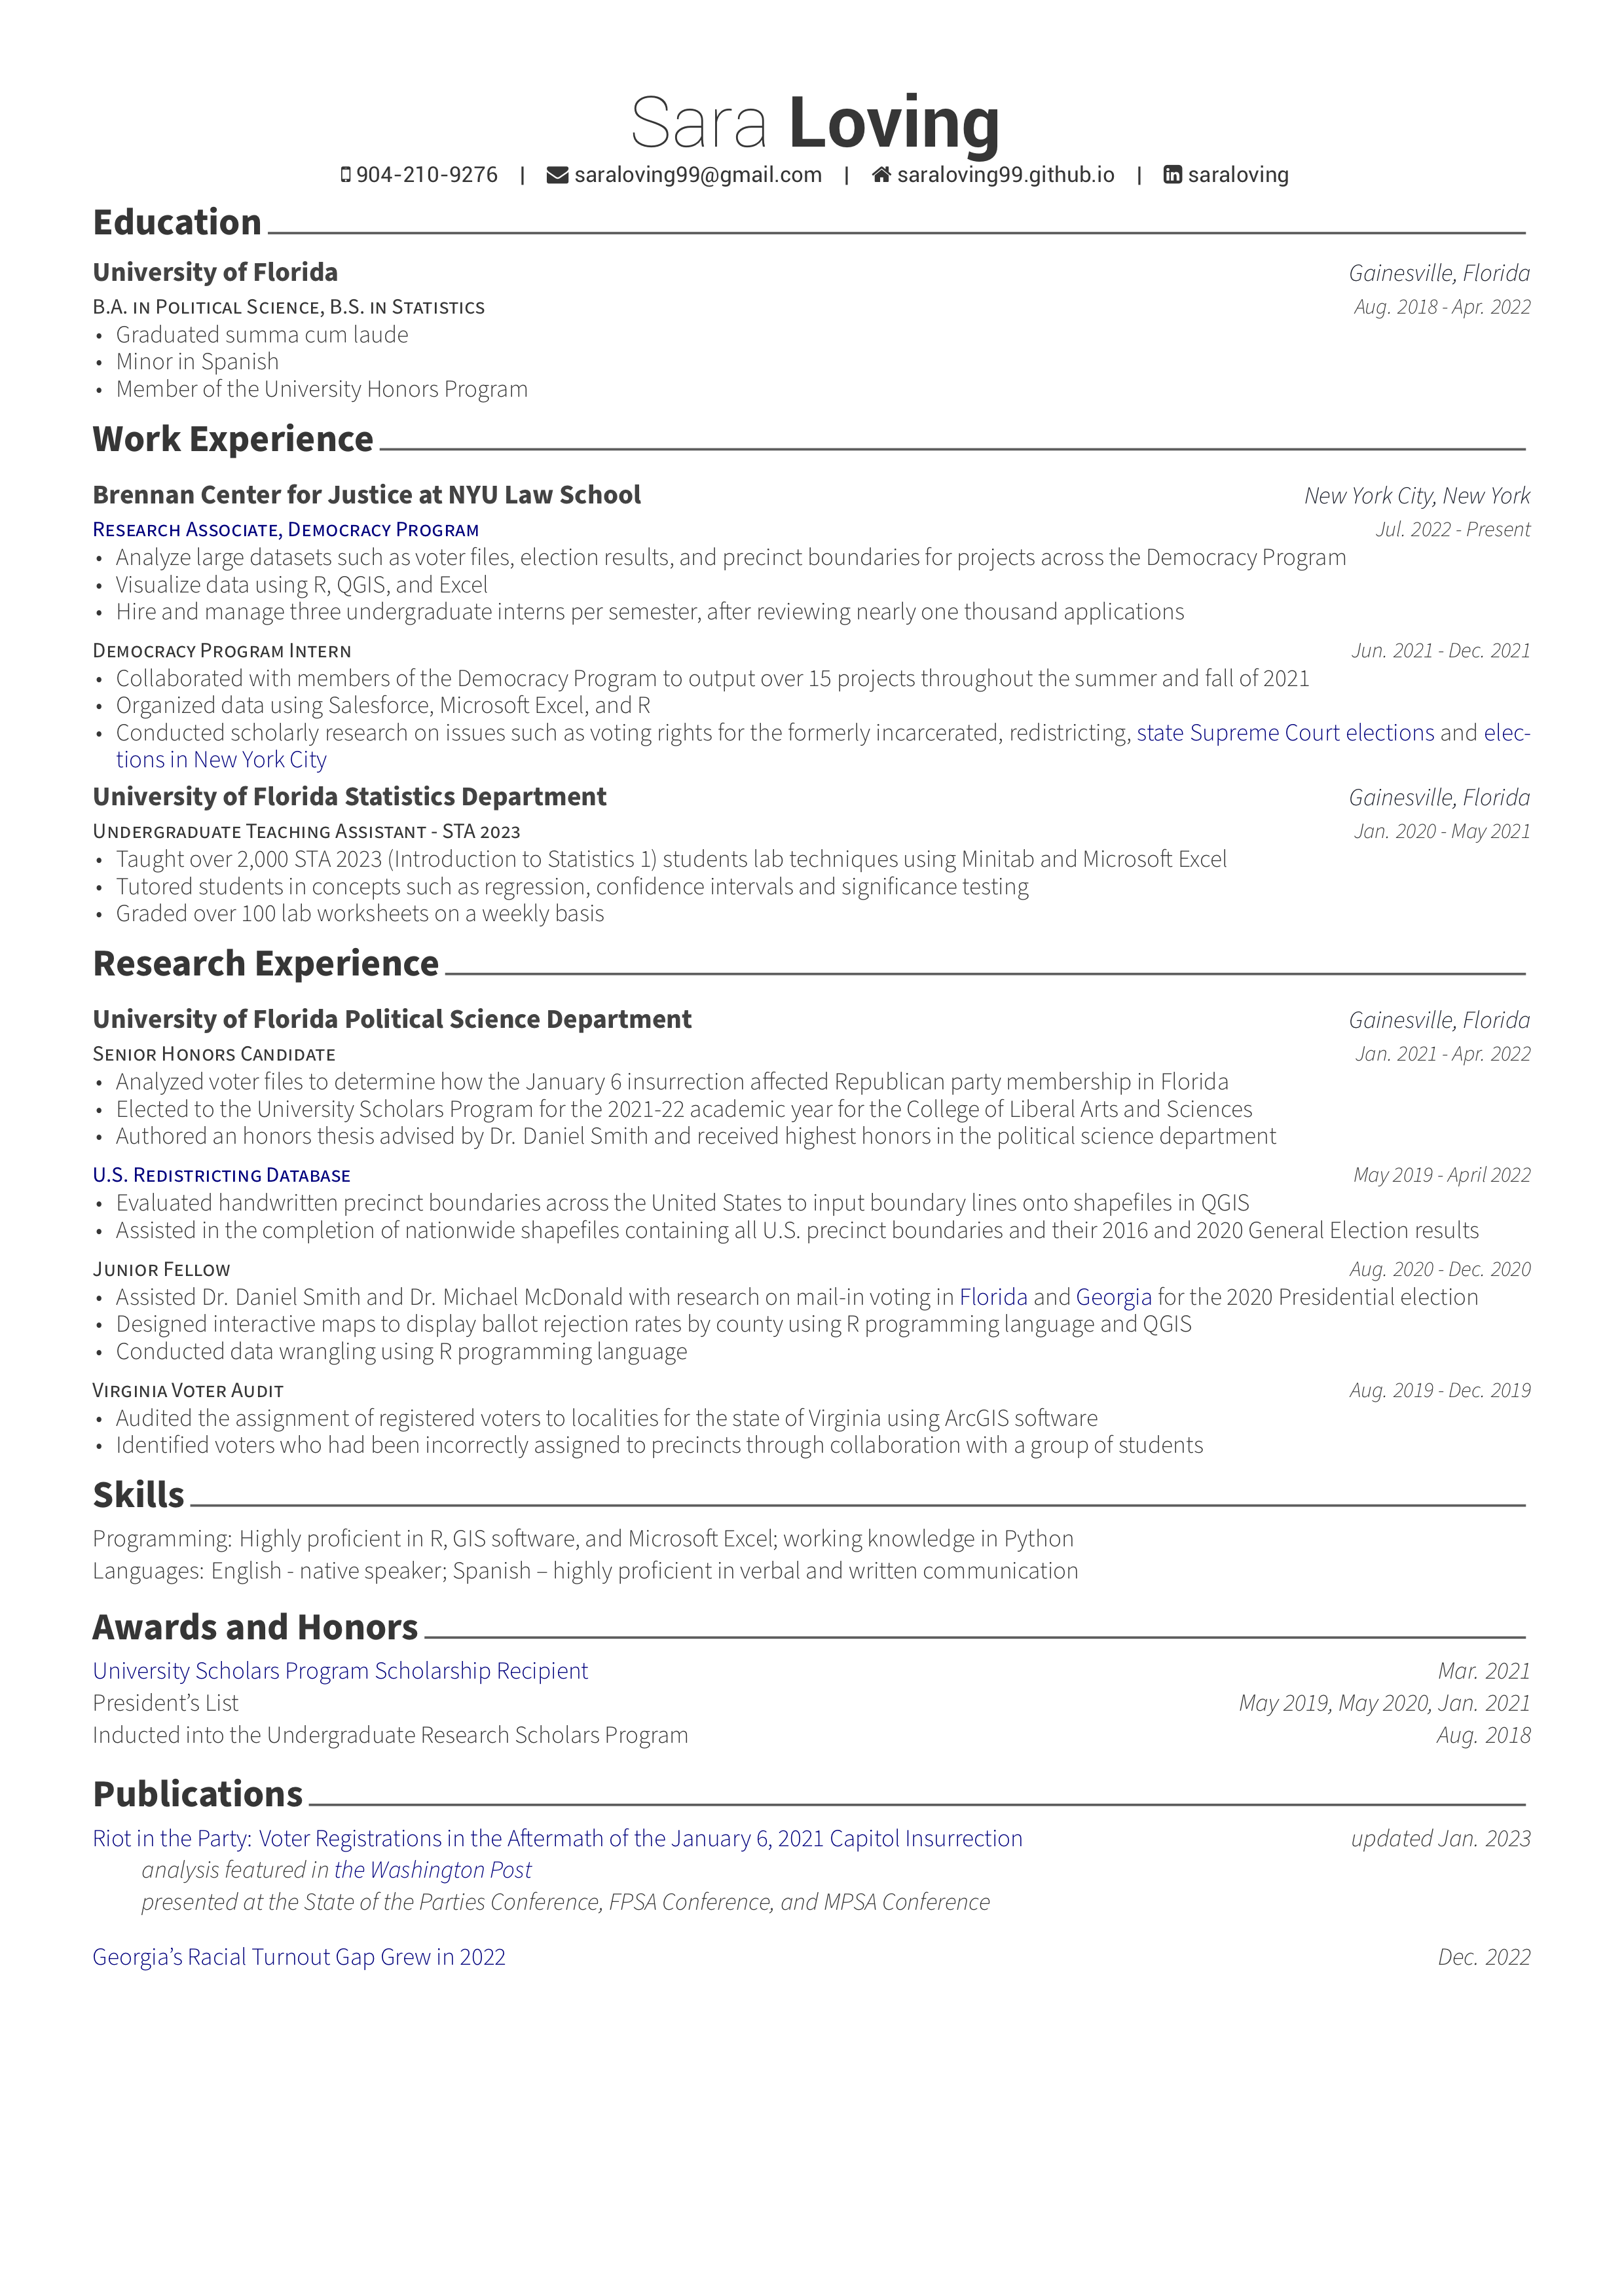 Sara Loving
904-210-9276 | saraloving99@gmail.com | saraloving99.github.io | saraloving
Education
University of Florida Gainesville, Florida
B.A. in Political Science, B.S. in Statistics Aug. 2018 - Apr. 2022
• Graduated summa cum laude
• Minor in Spanish
• Member of the University Honors Program
Work Experience
Brennan Center for Justice at NYU Law School New York City, New York
Research Associate, Democracy Program Jul. 2022 - Present
• Analyze large datasets such as voter files, election results, and precinct boundaries for projects across the Democracy Program
• Visualize data using R, QGIS, and Excel
• Hire and manage three undergraduate interns per semester, after reviewing nearly one thousand applications
Democracy Program Intern Jun. 2021 - Dec. 2021
• Collaborated with members of the Democracy Program to output over 15 projects throughout the summer and fall of 2021
• Organized data using Salesforce, Microsoft Excel, and R
• Conducted scholarly research on issues such as voting rights for the formerly incarcerated, redistricting, state Supreme Court elections and elec-
tions in New York City
University of Florida Statistics Department Gainesville, Florida
Undergraduate Teaching Assistant - STA 2023 Jan. 2020 - May 2021
• Taught over 2,000 STA 2023 (Introduction to Statistics 1) students lab techniques using Minitab and Microsoft Excel
• Tutored students in concepts such as regression, confidence intervals and significance testing
• Graded over 100 lab worksheets on a weekly basis
Research Experience
University of Florida Political Science Department Gainesville, Florida
Senior Honors Candidate Jan. 2021 - Apr. 2022
• Analyzed voter files to determine how the January 6 insurrection affected Republican party membership in Florida
• Elected to the University Scholars Program for the 2021-22 academic year for the College of Liberal Arts and Sciences
• Authored an honors thesis advised by Dr. Daniel Smith and received highest honors in the political science department
U.S. Redistricting Database May 2019 - April 2022
• Evaluated handwritten precinct boundaries across the United States to input boundary lines onto shapefiles in QGIS
• Assisted in the completion of nationwide shapefiles containing all U.S. precinct boundaries and their 2016 and 2020 General Election results
Junior Fellow Aug. 2020 - Dec. 2020
• Assisted Dr. Daniel Smith and Dr. Michael McDonald with research on mail-in voting in Florida and Georgia for the 2020 Presidential election
• Designed interactive maps to display ballot rejection rates by county using R programming language and QGIS
• Conducted data wrangling using R programming language
Virginia Voter Audit Aug. 2019 - Dec. 2019
• Audited the assignment of registered voters to localities for the state of Virginia using ArcGIS software
• Identified voters who had been incorrectly assigned to precincts through collaboration with a group of students
Skills
Programming: Highly proficient in R, GIS software, and Microsoft Excel; working knowledge in Python
Languages: English - native speaker; Spanish – highly proficient in verbal and written communication
Awards and Honors
University Scholars Program Scholarship Recipient Mar. 2021
President's List May 2019, May 2020, Jan. 2021
Inducted into the Undergraduate Research Scholars Program Aug. 2018
Publications
Riot in the Party: Voter Registrations in the Aftermath of the January 6, 2021 Capitol Insurrection updated Jan. 2023
analysis featured in the Washington Post
presented at the State of the Parties Conference, FPSA Conference, and MPSA Conference
Georgia's Racial Turnout Gap Grew in 2022 Dec. 2022